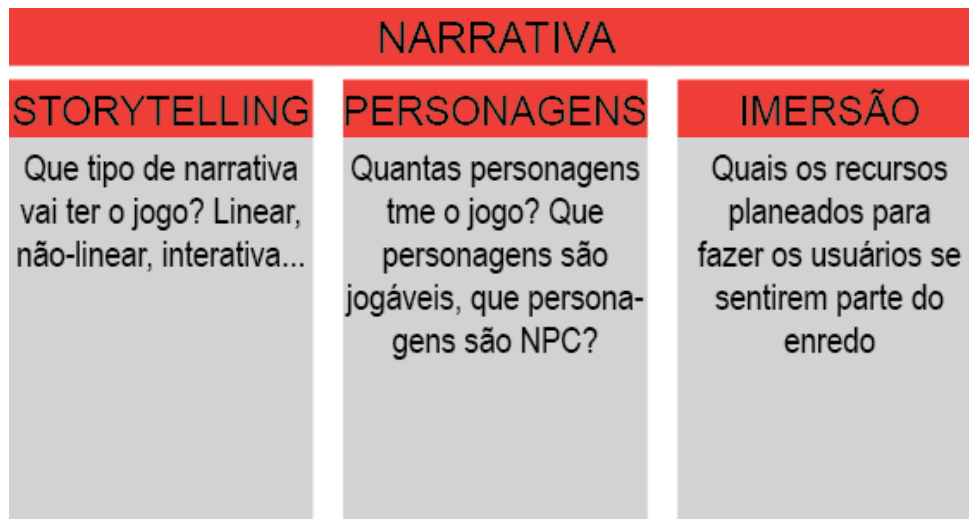 NARRATIVA
STORYTELLING
Que tipo de narrativa
vai ter o jogo? Linear,
não-linear, interativa...
PERSONAGENS
Quantas personagens
tme o jogo? Que
personagens são
jogáveis, que persona-
gens são NPC?
IMERSÃO
Quais os recursos
planeados para
fazer os usuários se
sentirem parte do
enredo